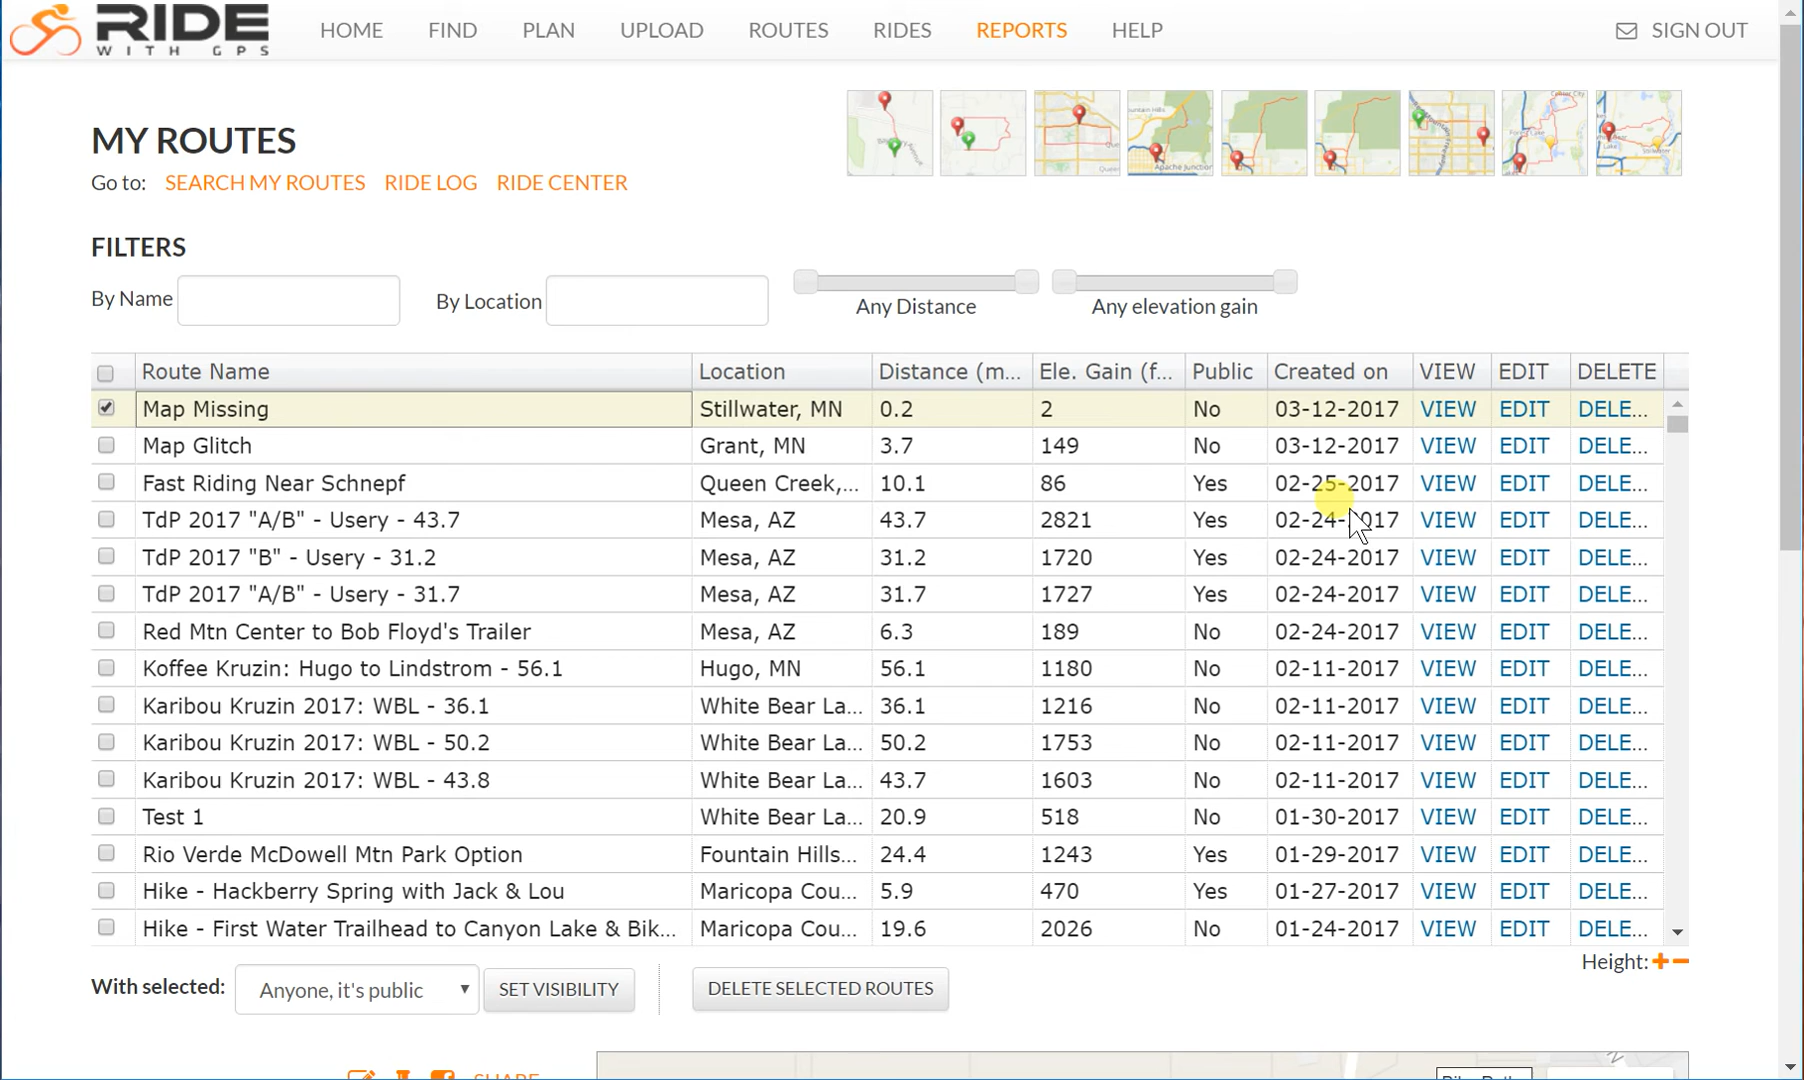 RIDE WITH GPS HOME FIND PLAN UPLOAD ROUTES RIDES REPORTS HELP SIGN OUT
MY ROUTES
Go to: SEARCH MY ROUTES RIDE LOG RIDE CENTER
FILTERS
By Name By Location Any Distance Any elevation gain
Route Name Location Distance (m... Ele. Gain (f... Public Created on VIEW EDIT DELETE
Map Missing Stillwater, MN 0.2 2 No 03-12-2017 VIEW EDIT DELE...
Map Glitch Grant, MN 3.7 149 No 03-12-2017 VIEW EDIT DELE...
Fast Riding Near Schnepf Queen Creek,... 10.1 86 Yes 02-25-2017 VIEW EDIT DELE...
TdP 2017 "A/B" - Usery - 43.7 Mesa, AZ 43.7 2821 Yes 02-24-2017 VIEW EDIT DELE...
TdP 2017 "B" - Usery - 31.2 Mesa, AZ 31.2 1720 Yes 02-24-2017 VIEW EDIT DELE...
TdP 2017 "A/B" - Usery - 31.7 Mesa, AZ 31.7 1727 Yes 02-24-2017 VIEW EDIT DELE...
Red Mtn Center to Bob Floyd's Trailer Mesa, AZ 6.3 189 No 02-24-2017 VIEW EDIT DELE...
Koffee Kruzin: Hugo to Lindstrom - 56.1 Hugo, MN 56.1 1180 No 02-11-2017 VIEW EDIT DELE...
Karibou Kruzin 2017: WBL - 36.1 White Bear La... 36.1 1216 No 02-11-2017 VIEW EDIT DELE...
Karibou Kruzin 2017: WBL - 50.2 White Bear La... 50.2 1753 No 02-11-2017 VIEW EDIT DELE...
Karibou Kruzin 2017: WBL - 43.8 White Bear La... 43.7 1603 No 02-11-2017 VIEW EDIT DELE...
Test 1 White Bear La... 20.9 518 No 01-30-2017 VIEW EDIT DELE...
Rio Verde McDowell Mtn Park Option Fountain Hills... 24.4 1243 Yes 01-29-2017 VIEW EDIT DELE...
Hike - Hackberry Spring with Jack & Lou Maricopa Cou... 5.9 470 Yes 01-27-2017 VIEW EDIT DELE...
Hike - First Water Trailhead to Canyon Lake & Bik... Maricopa Cou... 19.6 2026 No 01-24-2017 VIEW EDIT DELE...
Height:
With selected: Anyone, it's public SET VISIBILITY DELETE SELECTED ROUTES
SHARE